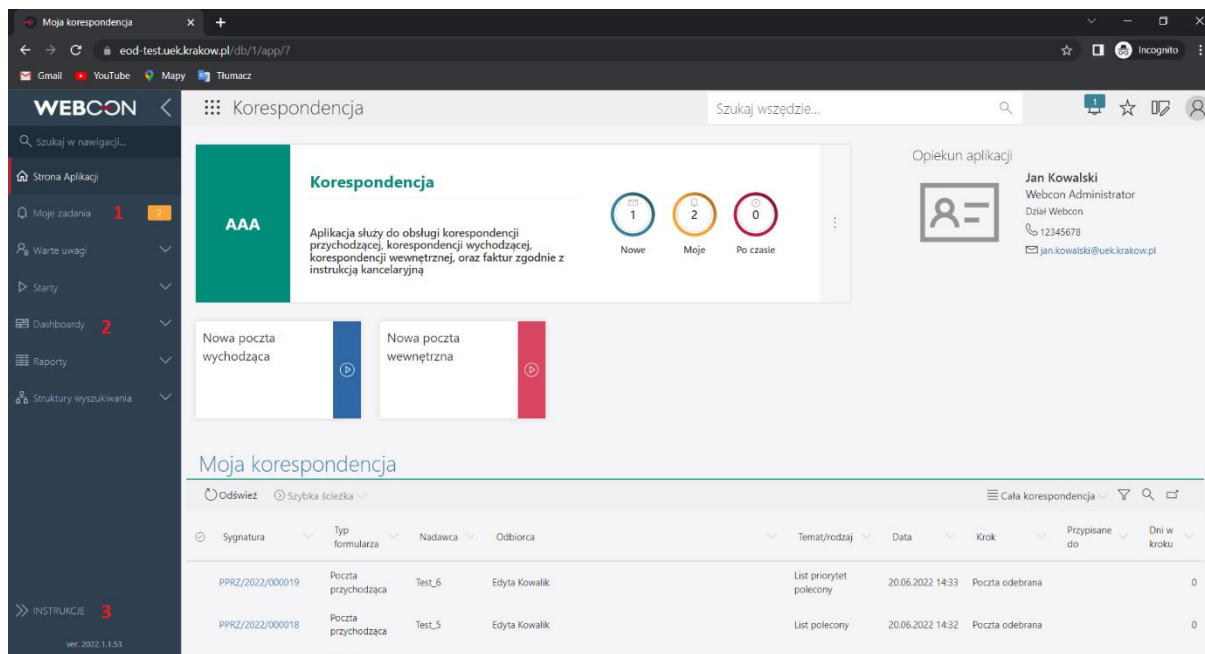 Moja korespondencja
eod-test.uek.krakow.pl/db/1/app/7
Incognito
Gmail YouTube Mapy Tłumacz
WEBCON
Korespondencja
Szukaj wszędzie...
1
Szukaj w nawigacji...
Strona Aplikacji
Moje zadania 1 2
Warte uwagi
Starty
Dashboardy 2
Raporty
Struktury wyszukiwania
INSTRUKCJE 3
ver. 2022.1.1.53
AAA
Korespondencja
Aplikacja służy do obsługi korespondencji
przychodzącej, korespondencji wychodzącej,
korespondencji wewnętrznej, oraz faktur zgodnie z
instrukcją kancelaryjną
1 2 0
Nowe Moje Po czasie
Opiekun aplikacji
Jan Kowalski
Webcon Administrator
Dział Webcon
12345678
jan.kowalski@uek.krakow.pl
Nowa poczta
wychodząca
Nowa poczta
wewnętrzna
Moja korespondencja
Odśwież Szybka ścieżka Cała korespondencja
Sygnatura Typ formularza Nadawca Odbiorca Temat/rodzaj Data Krok Przypisane do Dni w kroku
PPRZ/2022/000019 Poczta przychodząca Test_6 Edyta Kowalik List priorytet polecony 20.06.2022 14:33 Poczta odebrana 0
PPRZ/2022/000018 Poczta przychodząca Test_5 Edyta Kowalik List polecony 20.06.2022 14:32 Poczta odebrana 0